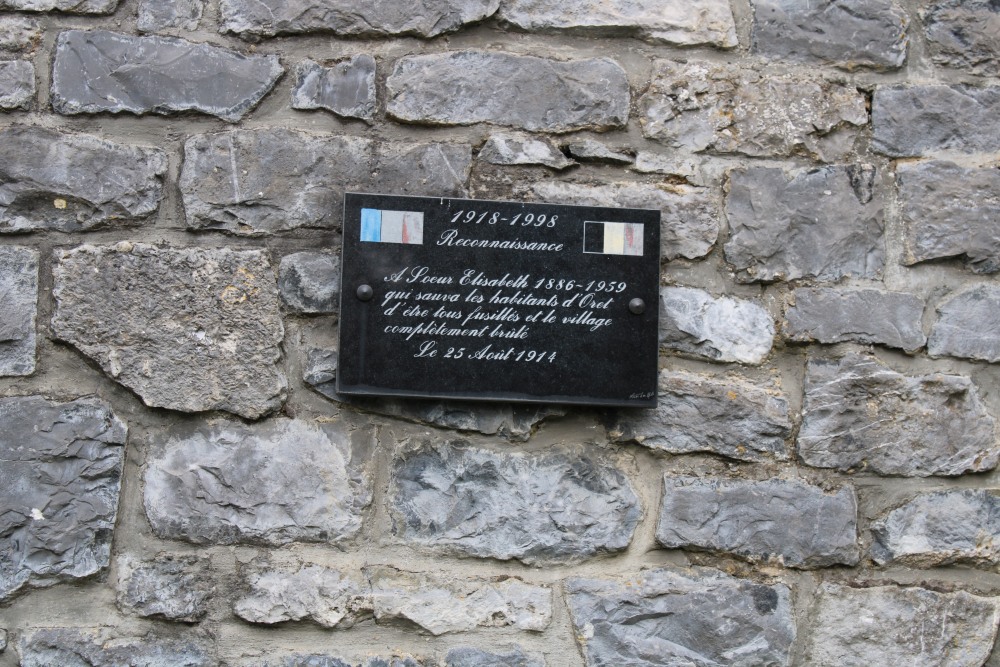 1918-1998
Reconnaissance
A Soeur Elisabeth 1886-1959
qui sauva les habitants d'Oret
d'être tous fusillés et le village
complètement brûlé
Le 25 Août 1914